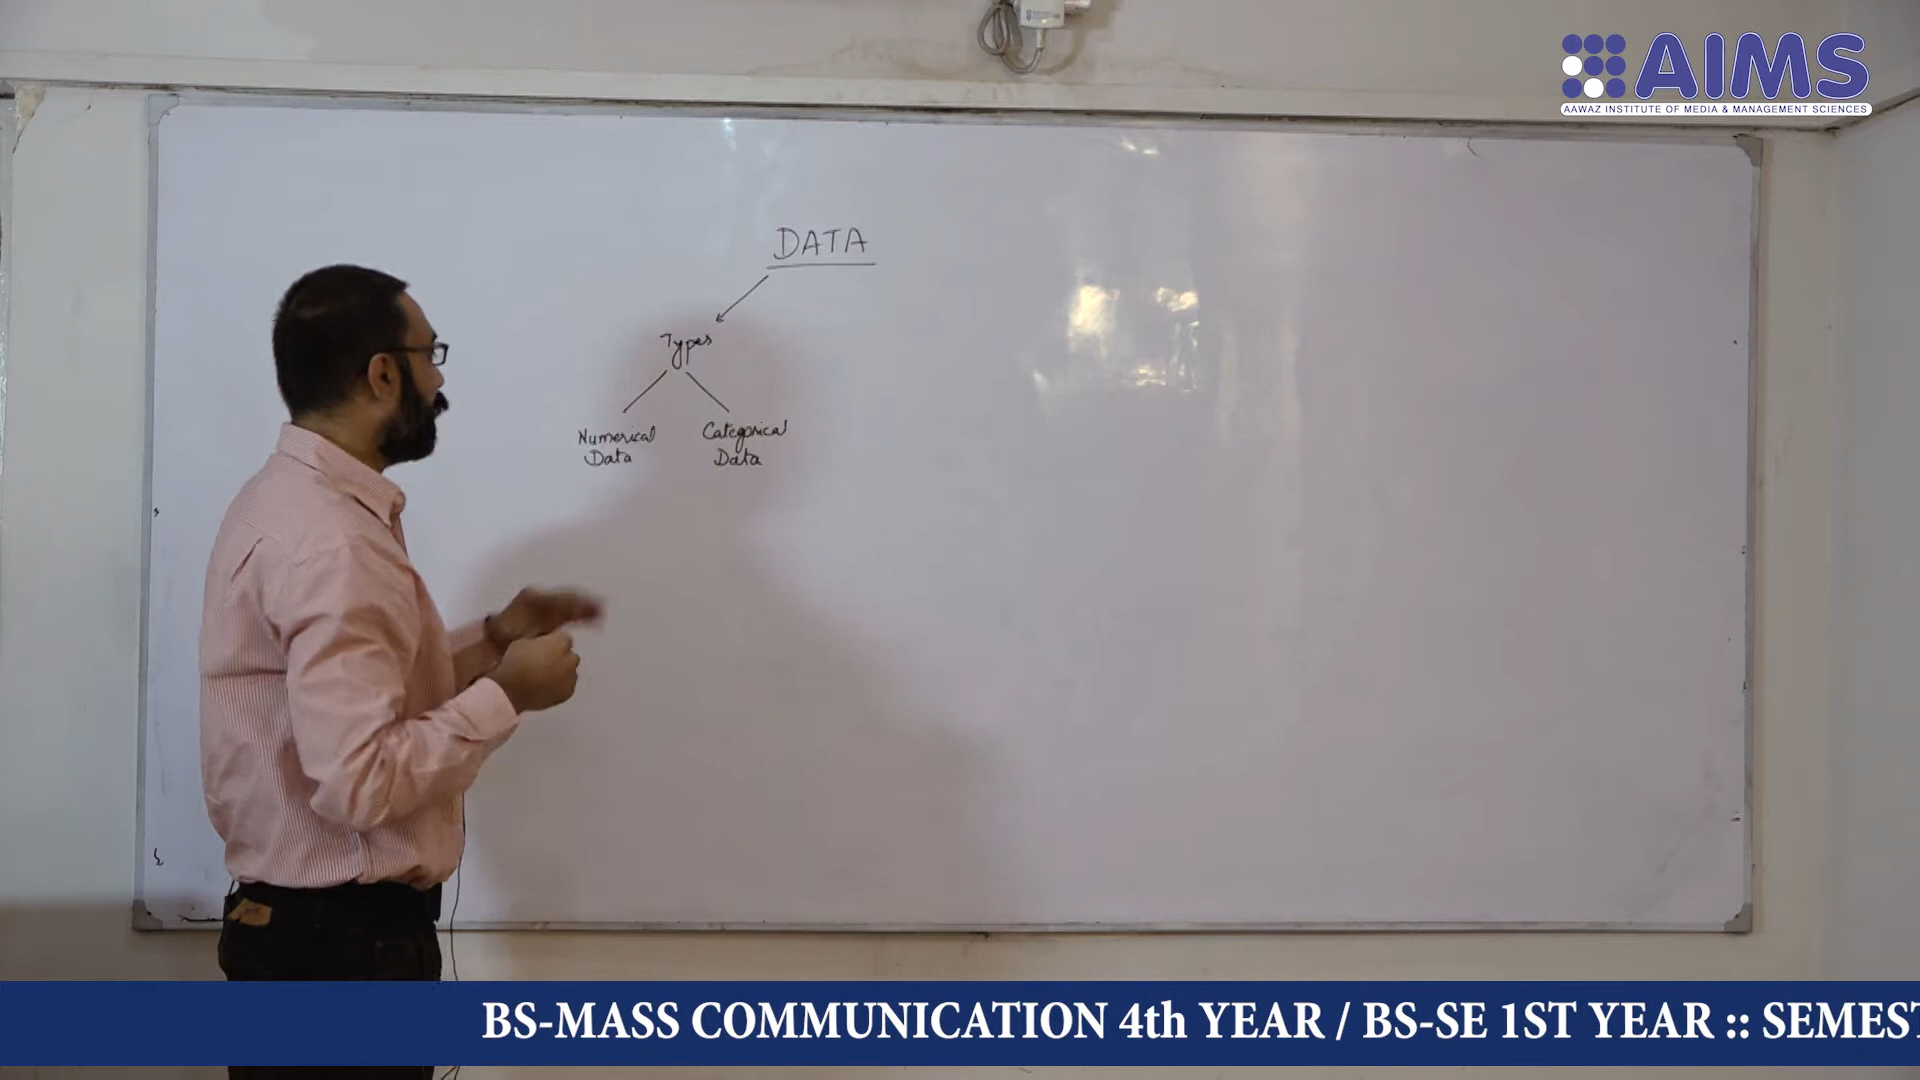 AIMS
AAWAZ INSTITUTE OF MEDIA & MANAGEMENT SCIENCES
DATA
Types
Numerical
Data
Categorical
Data
BS-MASS COMMUNICATION 4th YEAR / BS-SE 1ST YEAR :: SEMEST